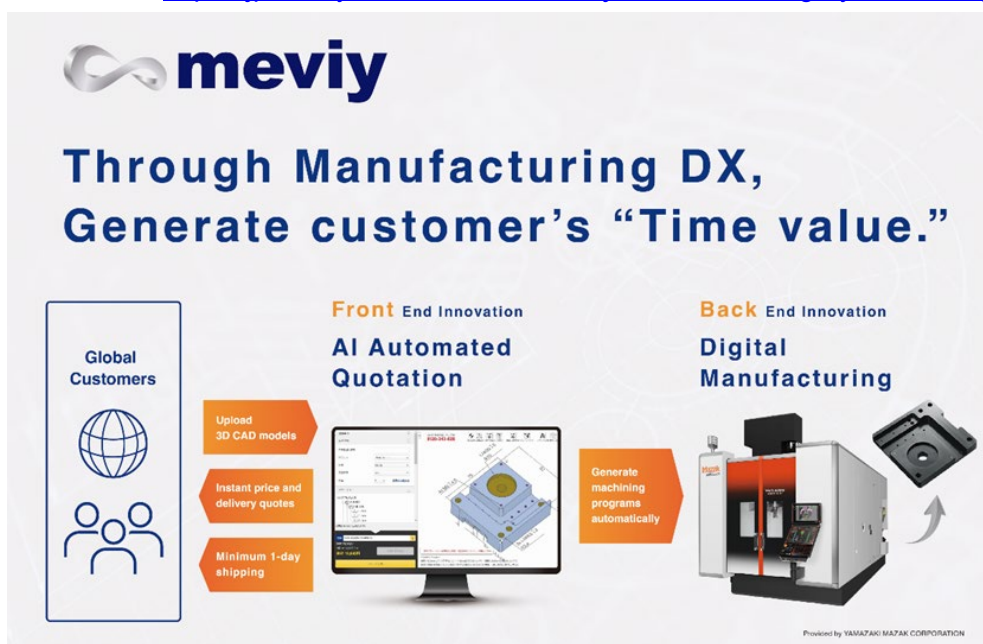 meviy
Through Manufacturing DX,
Generate customer's “Time value.”
Global
Customers
Upload
3D CAD models
Instant price and
delivery quotes
Minimum 1-day
shipping
Front End Innovation
AI Automated
Quotation
Generate
machining
programs
automatically
Back End Innovation
Digital
Manufacturing
Mazak
Provided by YAMAZAKI MAZAK CORPORATION